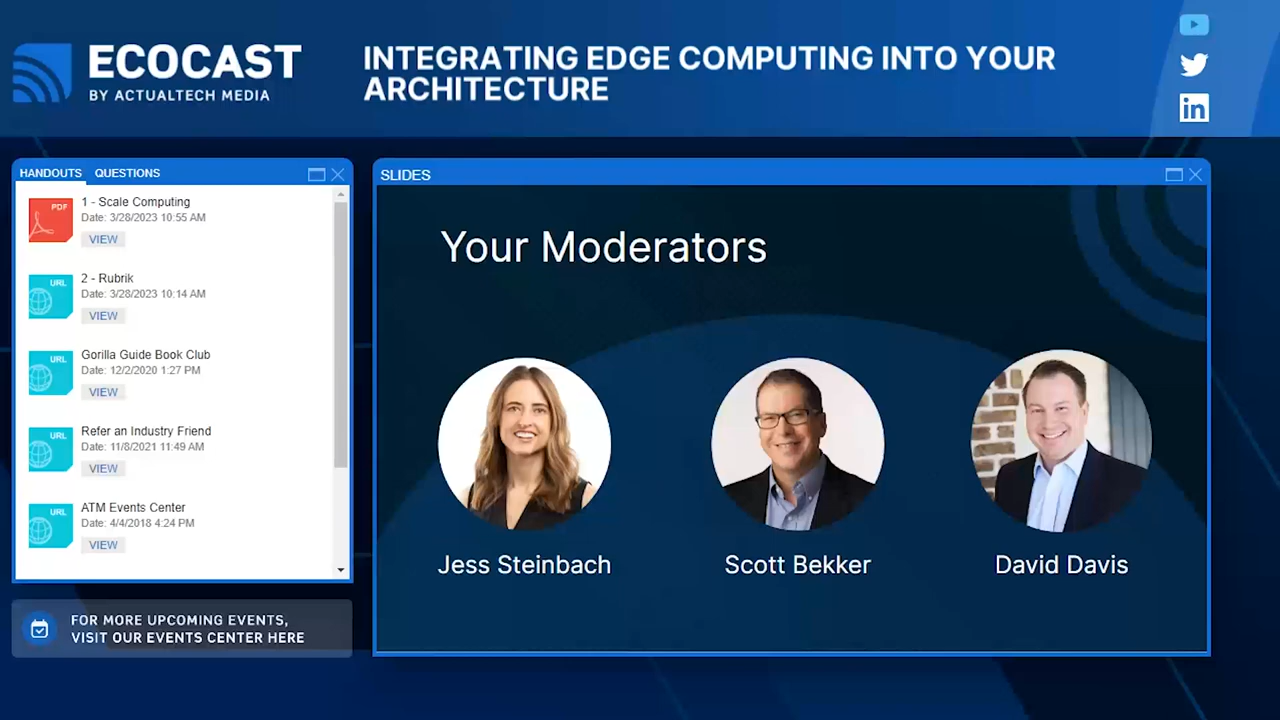 ECOCAST
BY ACTUALTECH MEDIA
INTEGRATING EDGE COMPUTING INTO YOUR
ARCHITECTURE
in
HANDOUTS QUESTIONS
PDF
1 - Scale Computing
Date: 3/28/2023 10:55 AM
VIEW
URL
2 - Rubrik
Date: 3/28/2023 10:14 AM
VIEW
URL
Gorilla Guide Book Club
Date: 12/2/2020 1:27 PM
VIEW
URL
Refer an Industry Friend
Date: 11/8/2021 11:49 AM
VIEW
URL
ATM Events Center
Date: 4/4/2018 4:24 PM
VIEW
FOR MORE UPCOMING EVENTS,
VISIT OUR EVENTS CENTER HERE
SLIDES
Your Moderators
Jess Steinbach
Scott Bekker
David Davis